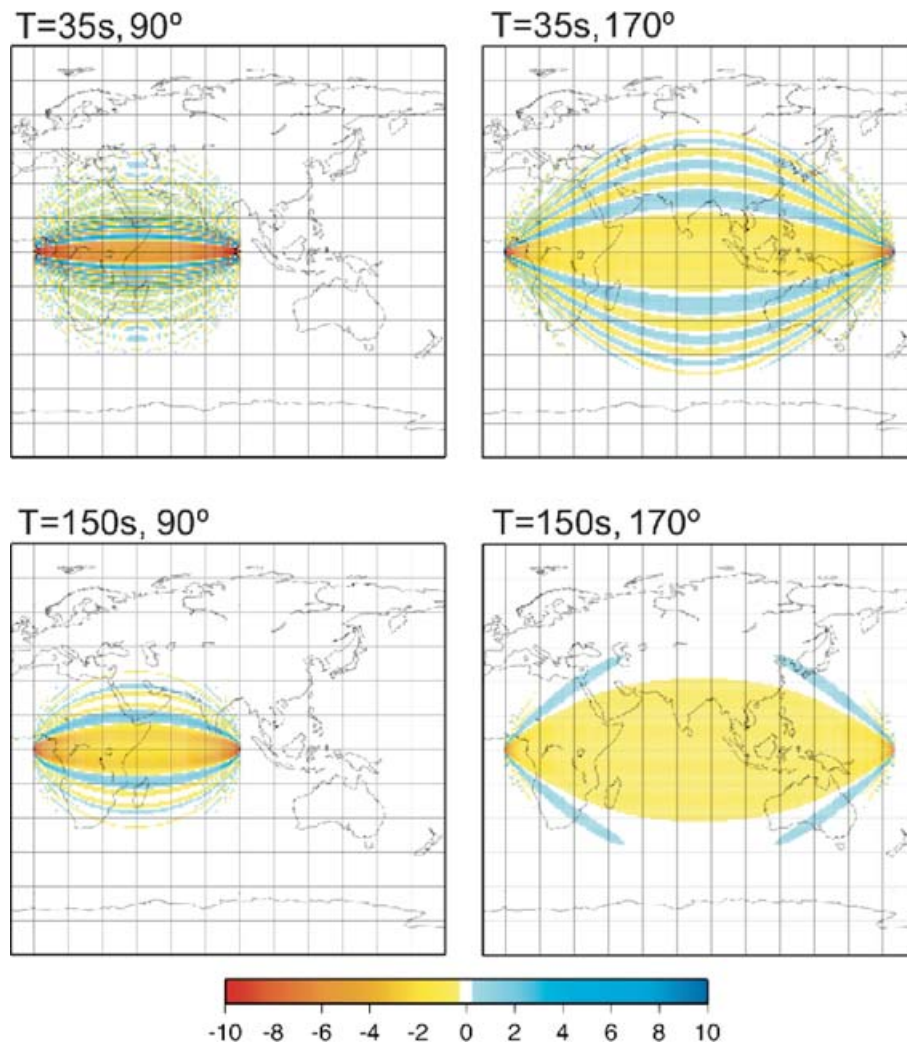 T=35s, 90º
T=35s, 170º
T=150s, 90º
T=150s, 170º
-10 -8 -6 -4 -2 0 2 4 6 8 10